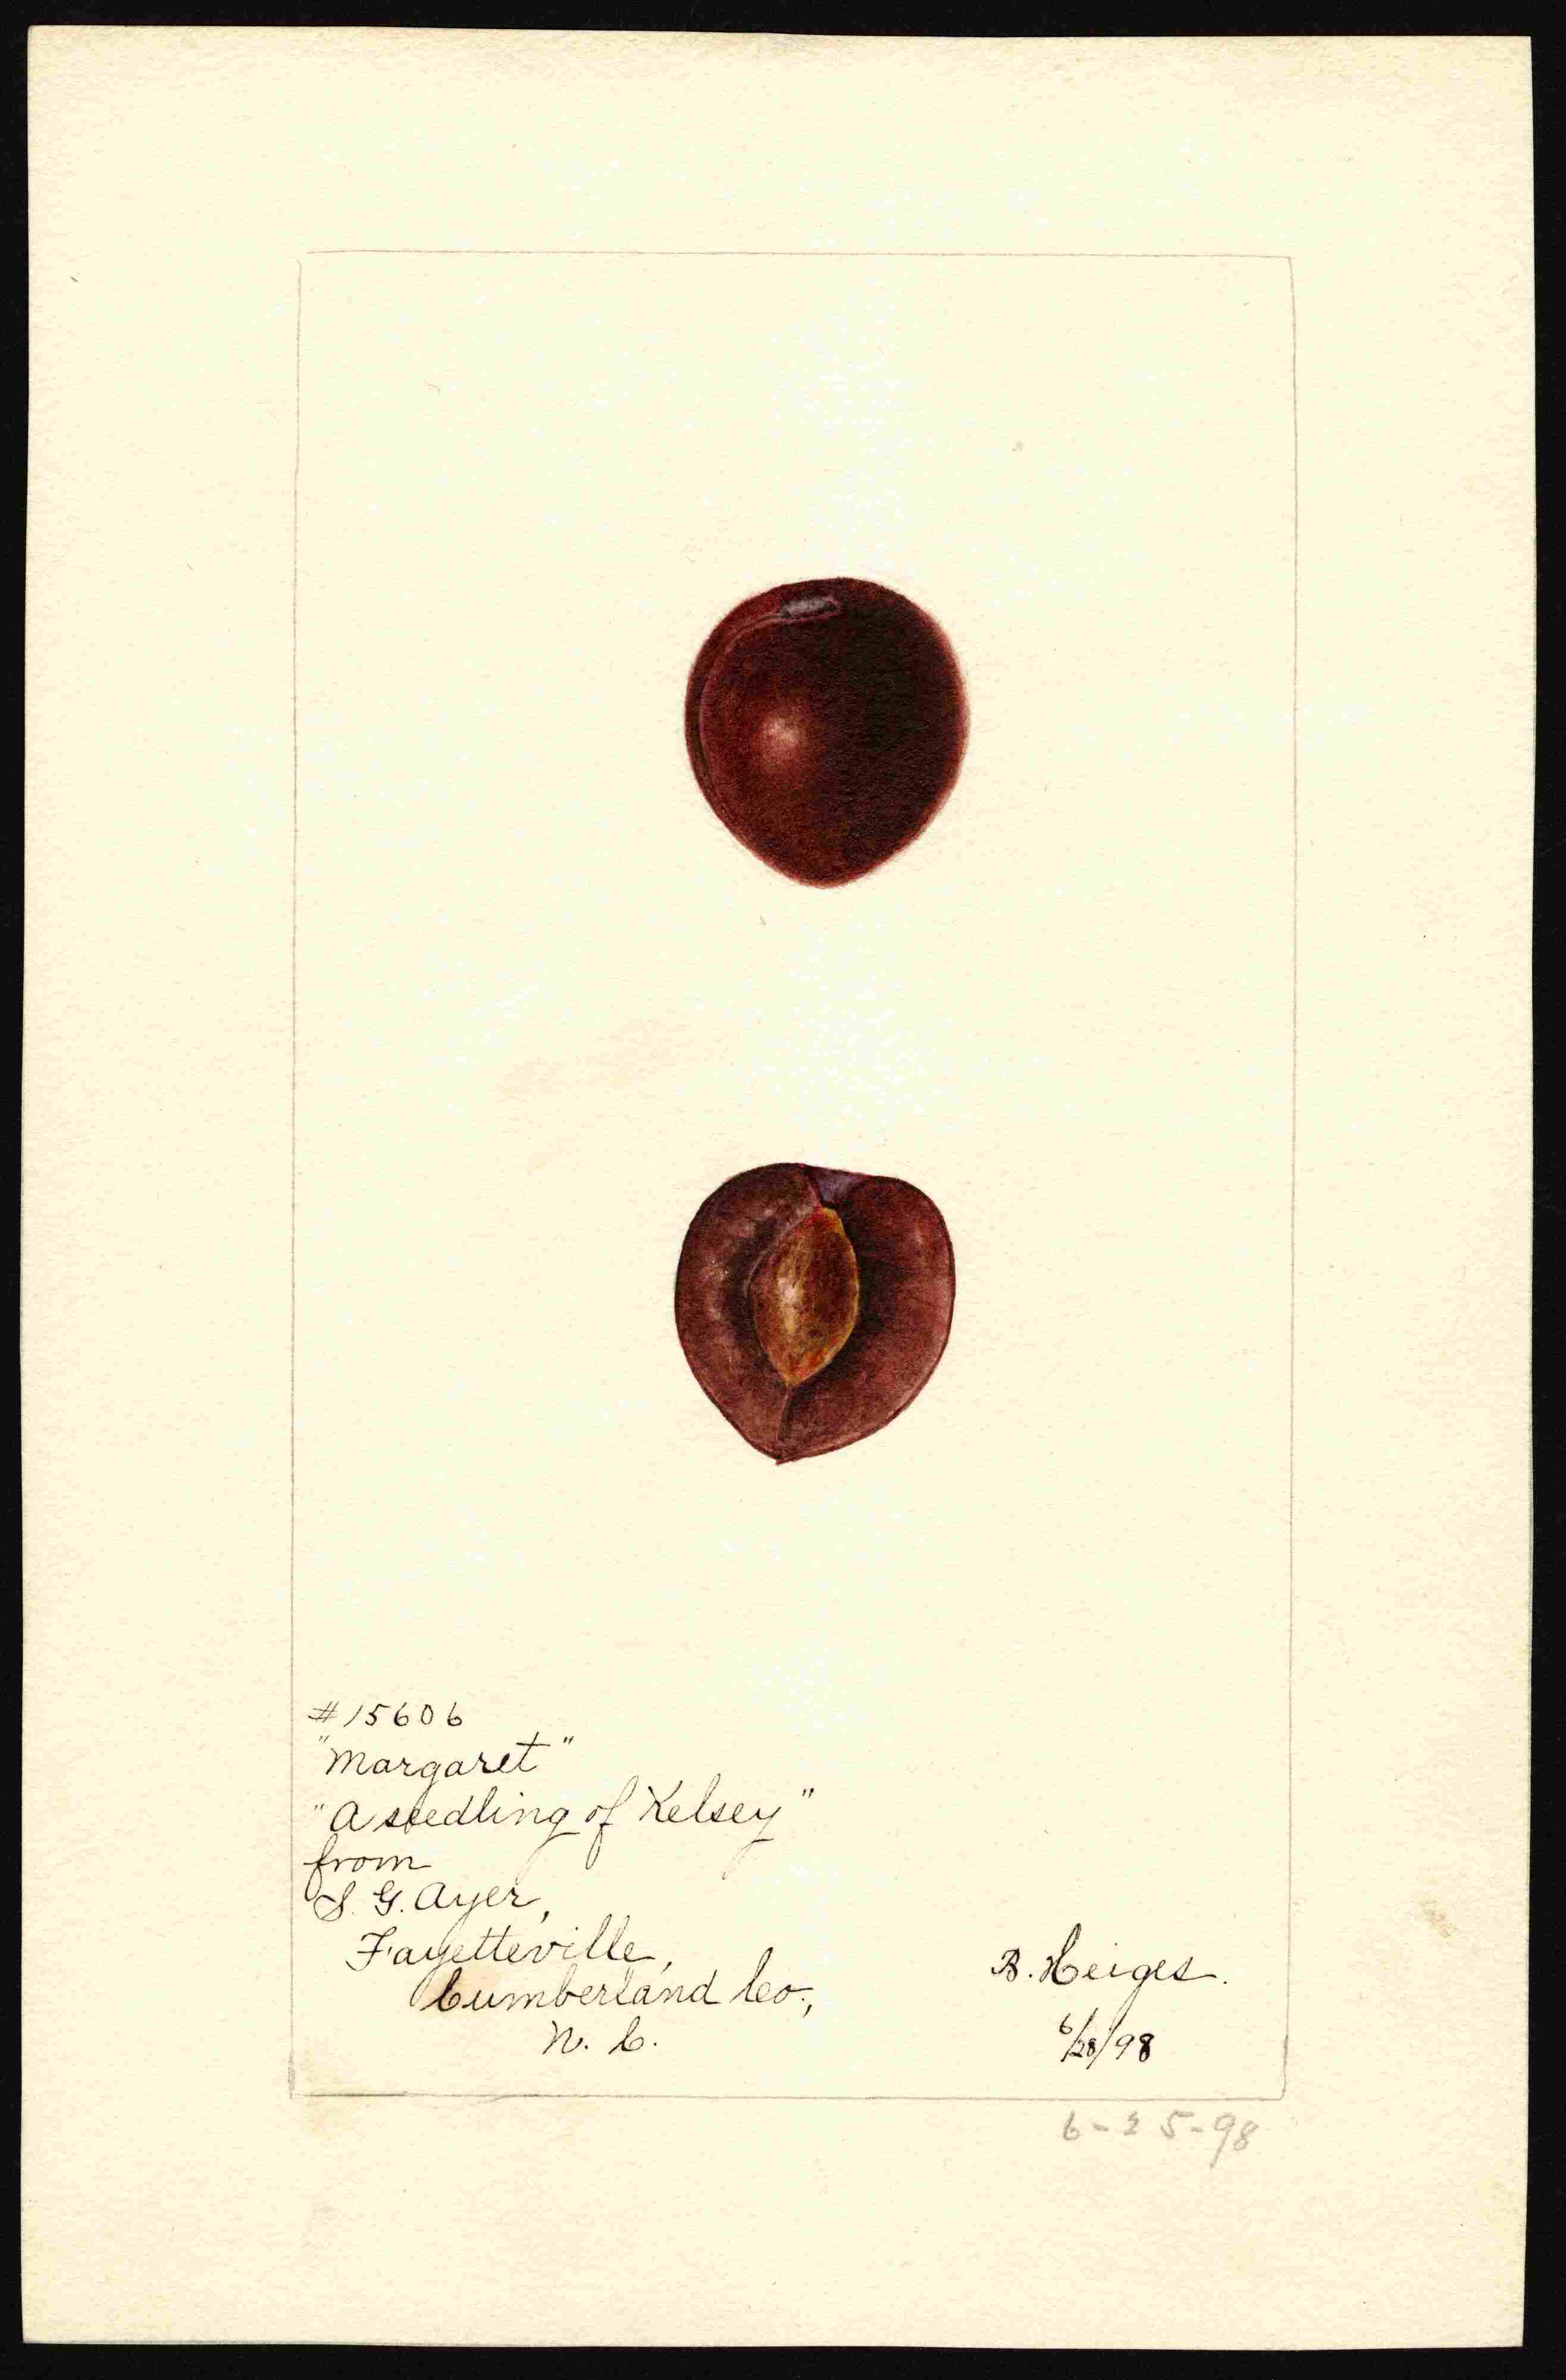 #15606
"Margaret"
"A seedling of Kelsey"
from
S. G. Ayer,
Fayetteville,
Cumberland Co.,
N. C.
B. Heiges.
6/28/98
6-25-98